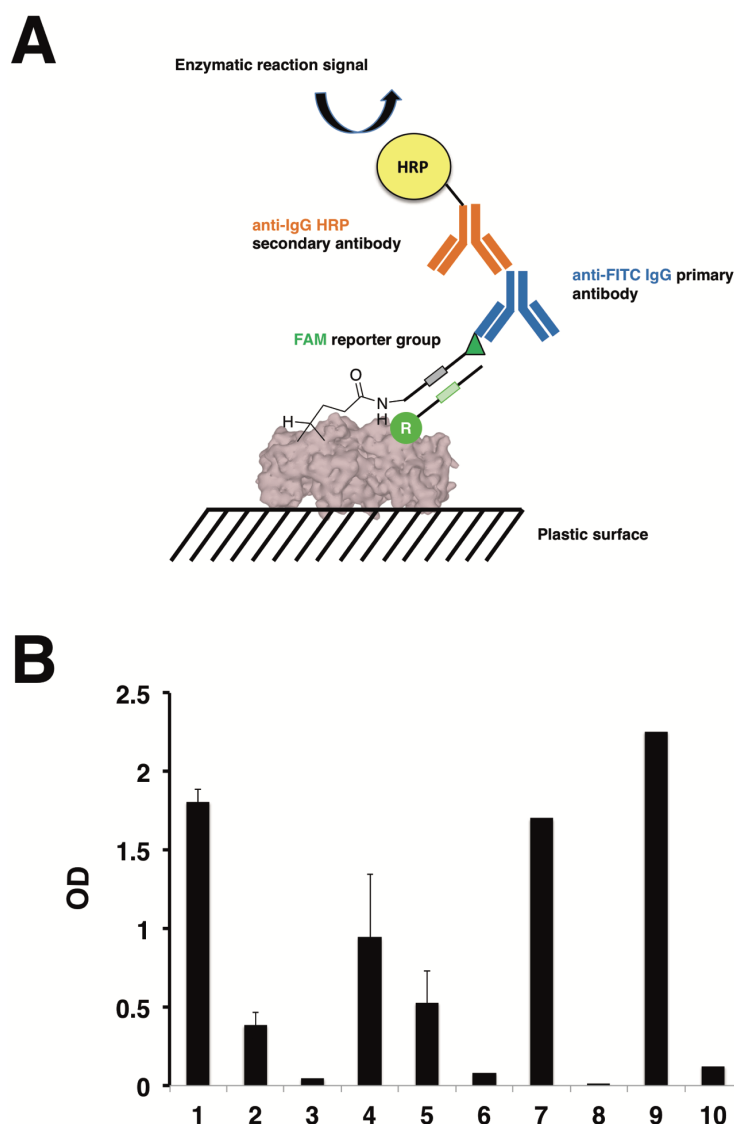 A
Enzymatic reaction signal
HRP
anti-IgG HRP
secondary antibody
anti-FITC IgG primary
antibody
FAM reporter group
O
N
H
H
R
Plastic surface
B
2.5
2
1.5
1
0.5
0
OD
1 2 3 4 5 6 7 8 9 10